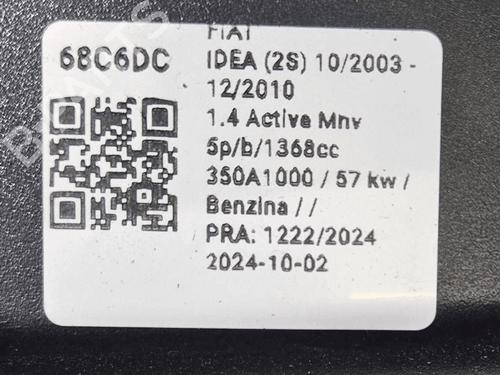 68C6DC
FIAT
IDEA (2S) 10/2003 -
12/2010
1.4 Active Mnv
5p/b/1368cc
350A1000 / 57 kw /
Benzina / /
PRA: 1222/2024
2024-10-02